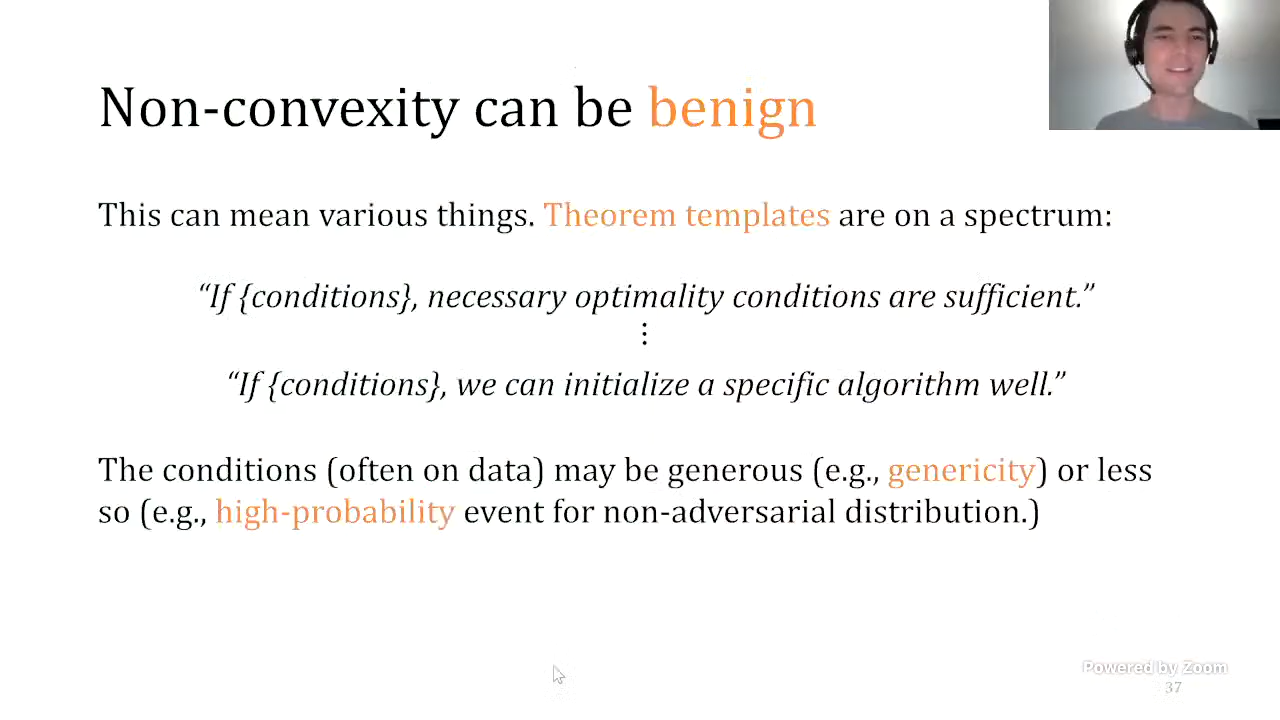 Non-convexity can be benign
This can mean various things. Theorem templates are on a spectrum:
“If {conditions}, necessary optimality conditions are sufficient.”
⋮
“If {conditions}, we can initialize a specific algorithm well.”
The conditions (often on data) may be generous (e.g., genericity) or less
so (e.g., high-probability event for non-adversarial distribution.)
Powered by Zoom
37